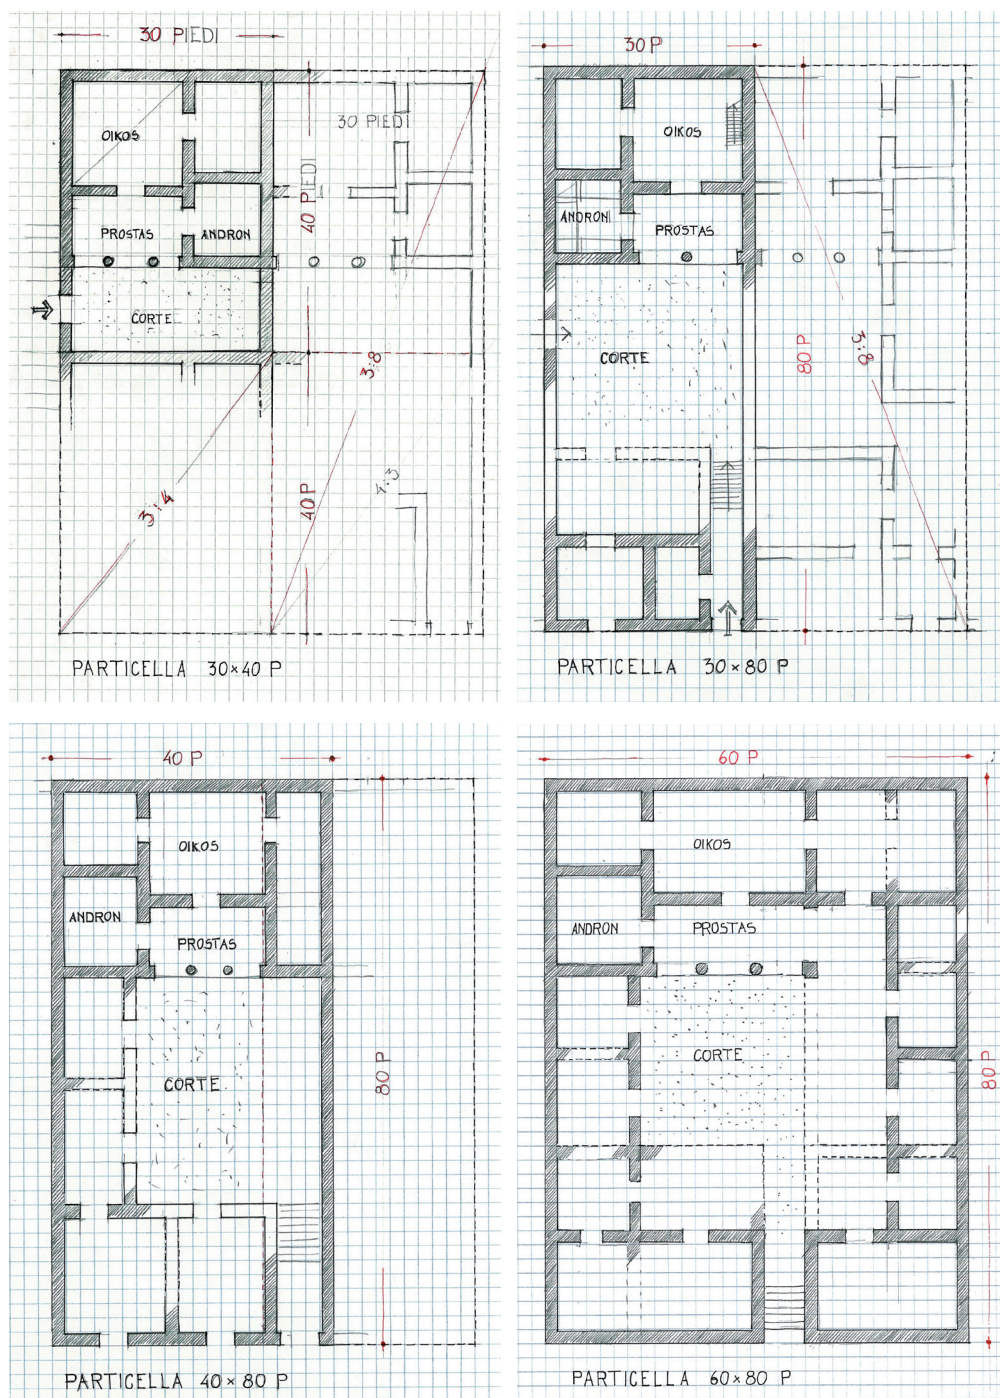 30 PIEDI
30 PIEDI
OIKOS
40 PIEDI
PROSTAS
ANDRON
CORTE
3:8
3:4
40 P
4:3
PARTICELLA 30×40 P
30 P
OIKOS
ANDRON
PROSTAS
CORTE
80 P
3:8
PARTICELLA 30×80 P
40 P
OIKOS
ANDRON
PROSTAS
CORTE
80 P
PARTICELLA 40×80 P
60 P
OIKOS
ANDRON
PROSTAS
CORTE
80 P
PARTICELLA 60×80 P